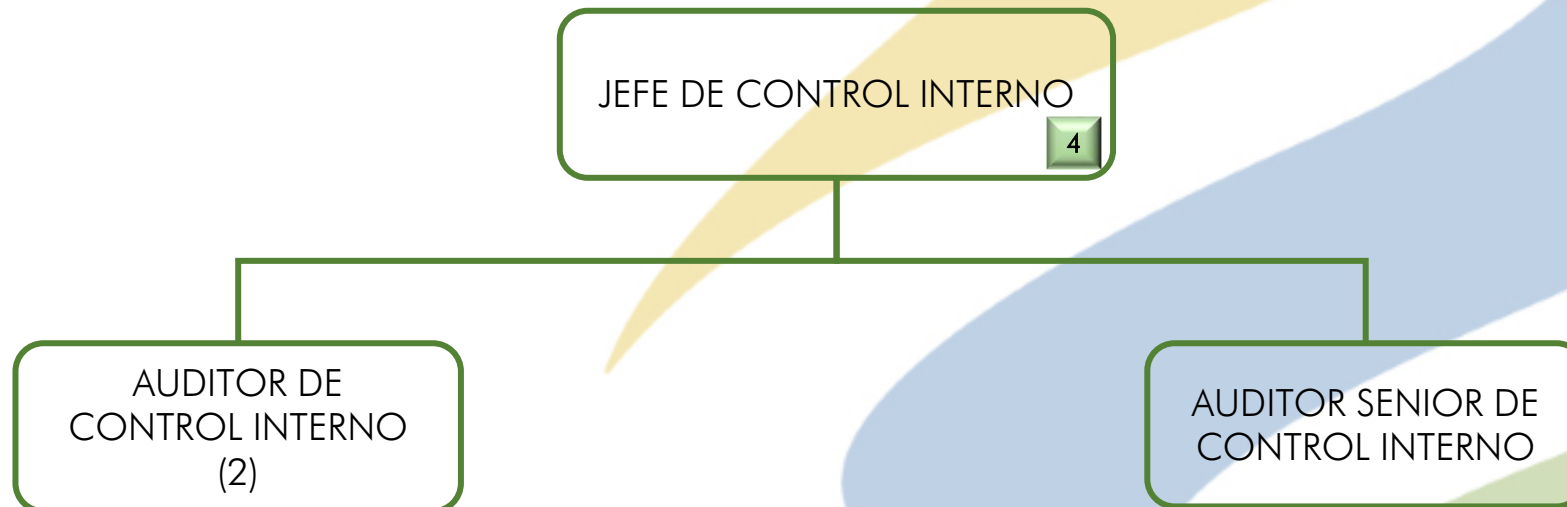 JEFE DE CONTROL INTERNO
4
AUDITOR DE
CONTROL INTERNO
(2)
AUDITOR SENIOR DE
CONTROL INTERNO